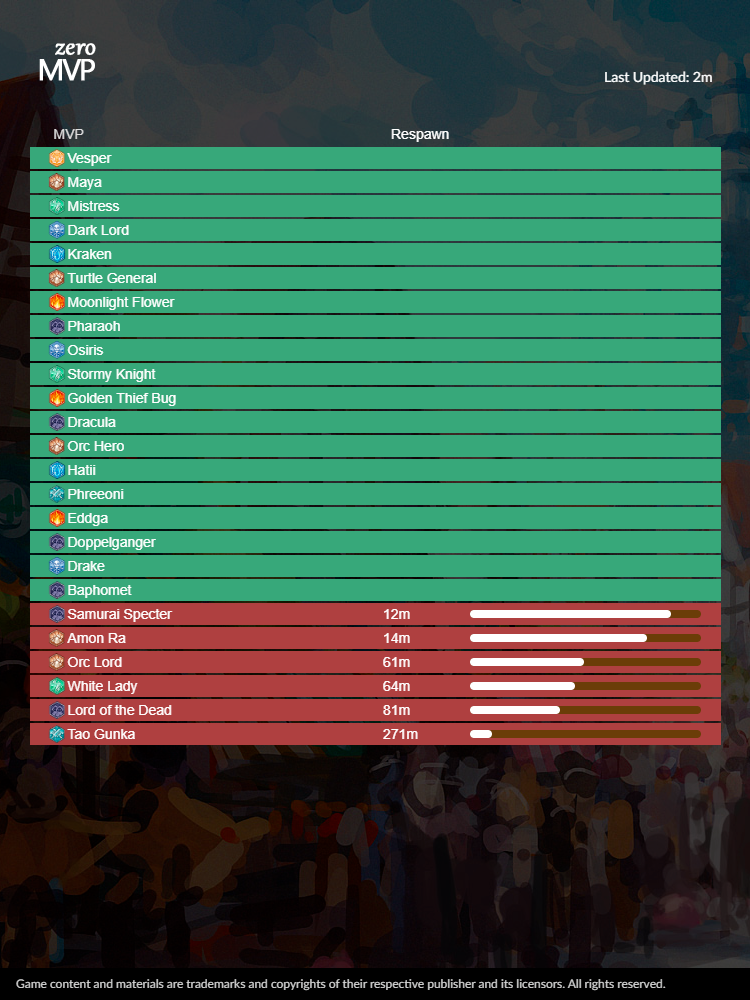 zero
MVP
Last Updated: 2m
MVP Respawn
Vesper
Maya
Mistress
Dark Lord
Kraken
Turtle General
Moonlight Flower
Pharaoh
Osiris
Stormy Knight
Golden Thief Bug
Dracula
Orc Hero
Hatii
Phreeoni
Eddga
Doppelganger
Drake
Baphomet
Samurai Specter 12m
Amon Ra 14m
Orc Lord 61m
White Lady 64m
Lord of the Dead 81m
Tao Gunka 271m
Game content and materials are trademarks and copyrights of their respective publisher and its licensors. All rights reserved.